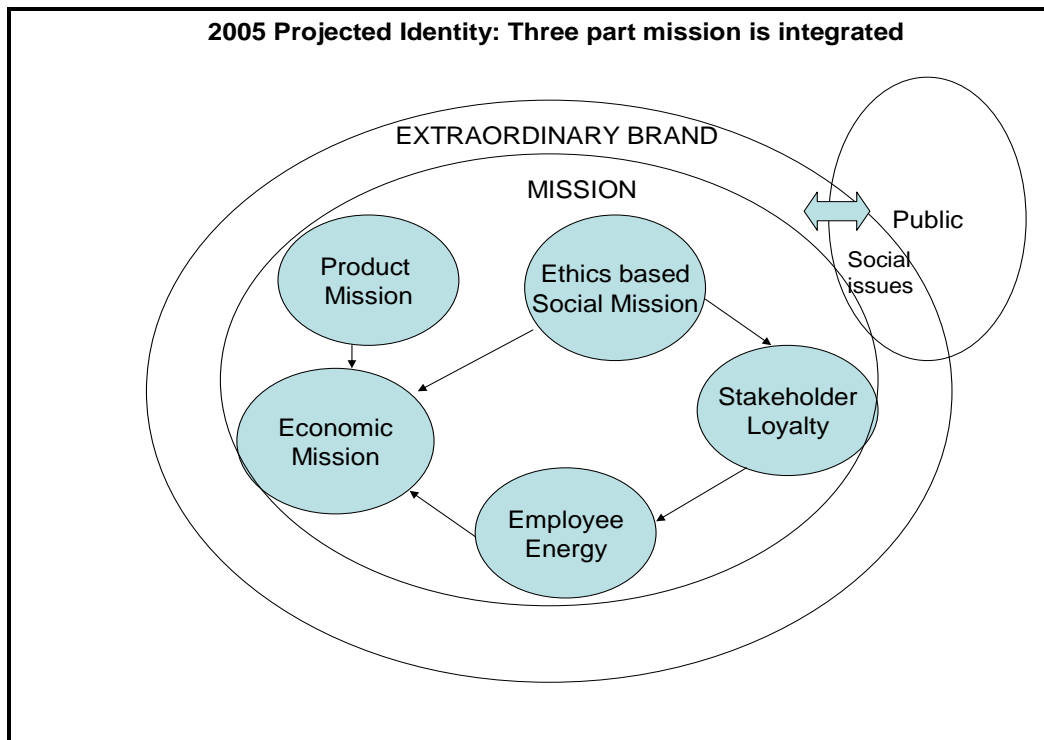 2005 Projected Identity: Three part mission is integrated
EXTRAORDINARY BRAND
MISSION
Product
Mission
Ethics based
Social Mission
Public
Social
issues
Economic
Mission
Stakeholder
Loyalty
Employee
Energy